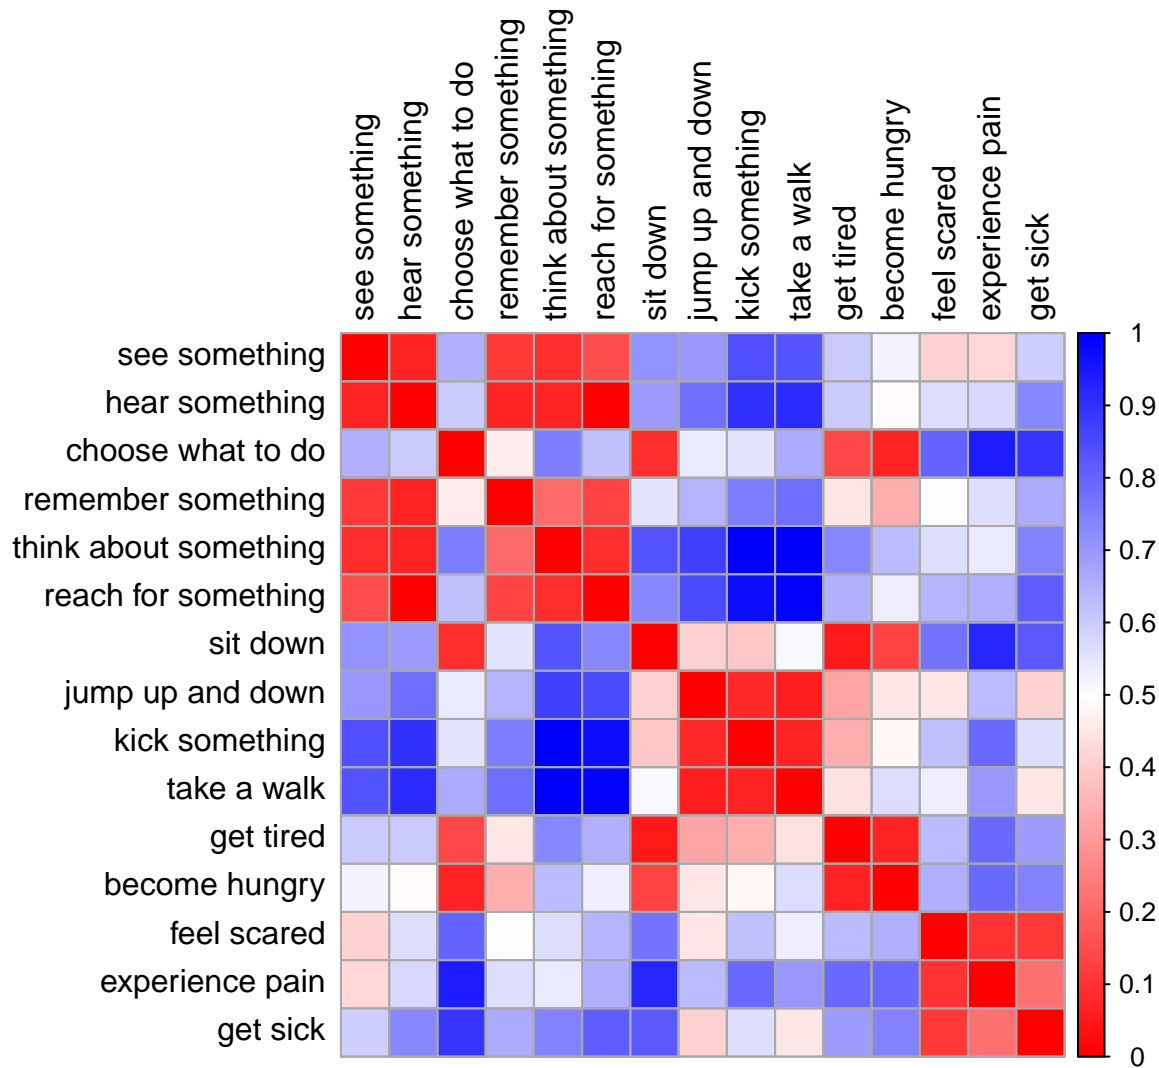 see something
hear something
choose what to do
remember something
think about something
reach for something
sit down
jump up and down
kick something
take a walk
get tired
become hungry
feel scared
experience pain
get sick
see something
hear something
choose what to do
remember something
think about something
reach for something
sit down
jump up and down
kick something
take a walk
get tired
become hungry
feel scared
experience pain
get sick
1
0.9
0.8
0.7
0.6
0.5
0.4
0.3
0.2
0.1
0